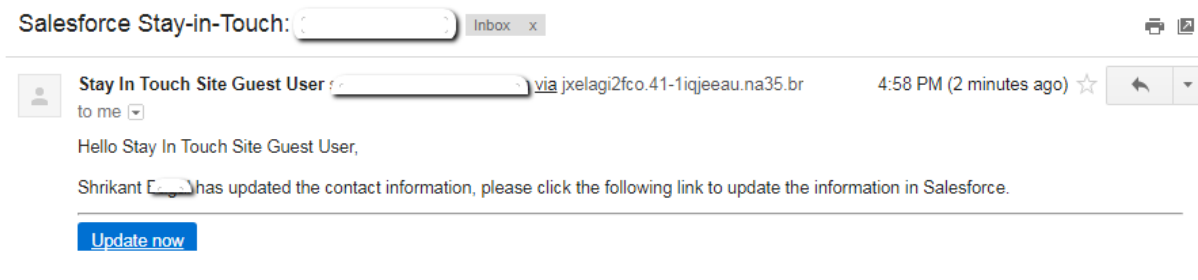 Salesforce Stay-in-Touch:
Inbox x
Stay In Touch Site Guest User via jxelagi2fco.41-1iqjeeau.na35.br 4:58 PM (2 minutes ago)
to me
Hello Stay In Touch Site Guest User,
Shrikant has updated the contact information, please click the following link to update the information in Salesforce.
Update now